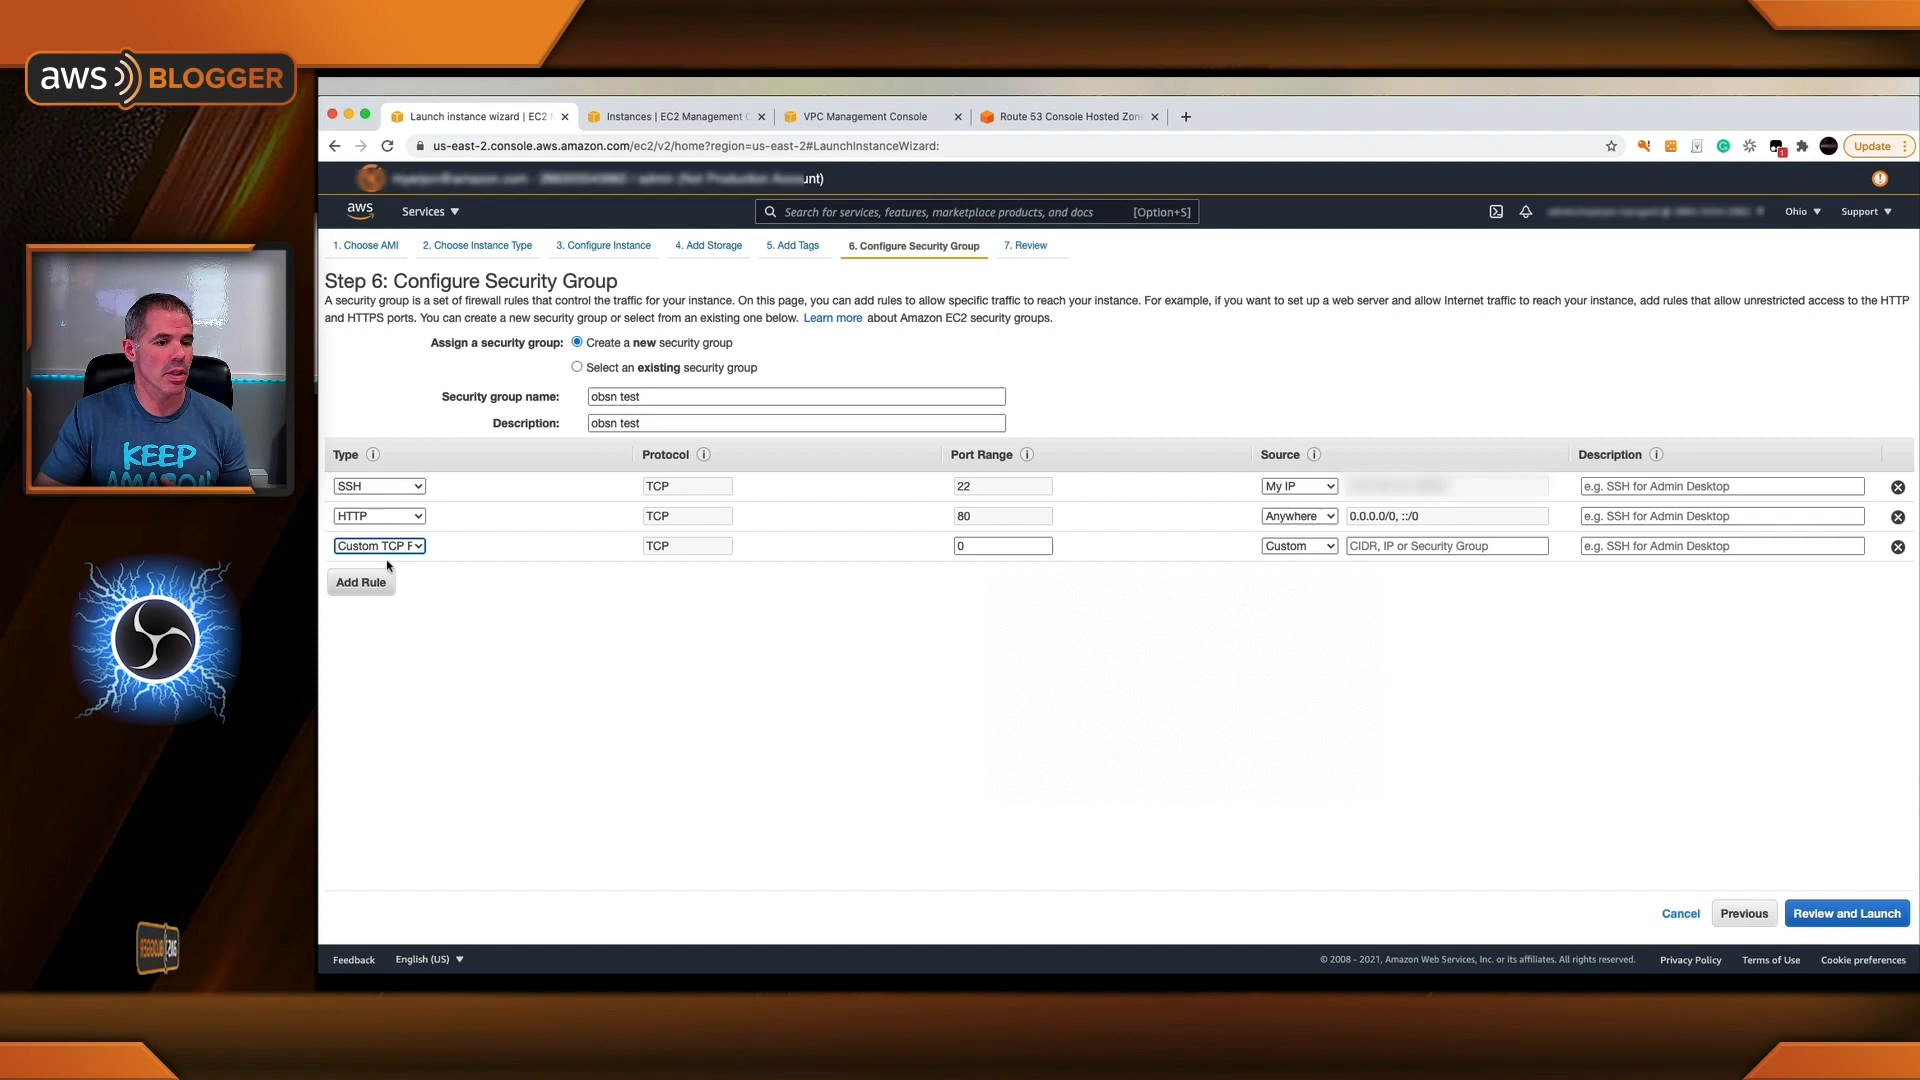 aws BLOGGER
Launch instance wizard | EC2
Instances | EC2 Management C
VPC Management Console
Route 53 Console Hosted Zon
us-east-2.console.aws.amazon.com/ec2/v2/home?region=us-east-2#LaunchInstanceWizard:
1
Update
unt)
aws
Services
Search for services, features, marketplace products, and docs
[Option+S]
Ohio
Support
1. Choose AMI
2. Choose Instance Type
3. Configure Instance
4. Add Storage
5. Add Tags
6. Configure Security Group
7. Review
Step 6: Configure Security Group
A security group is a set of firewall rules that control the traffic for your instance. On this page, you can add rules to allow specific traffic to reach your instance. For example, if you want to set up a web server and allow Internet traffic to reach your instance, add rules that allow unrestricted access to the HTTP
and HTTPS ports. You can create a new security group or select from an existing one below. Learn more about Amazon EC2 security groups.
Assign a security group: Create a new security group
Select an existing security group
Security group name: obsn test
Description: obsn test
Type i Protocol i Port Range i Source i Description i
SSH TCP 22 My IP e.g. SSH for Admin Desktop
HTTP TCP 80 Anywhere 0.0.0.0/0, ::/0 e.g. SSH for Admin Desktop
Custom TCP F TCP 0 Custom CIDR, IP or Security Group e.g. SSH for Admin Desktop
Add Rule
KEEP
AMAZON
Cancel
Previous
Review and Launch
Feedback
English (US)
© 2008 - 2021, Amazon Web Services, Inc. or its affiliates. All rights reserved.
Privacy Policy
Terms of Use
Cookie preferences